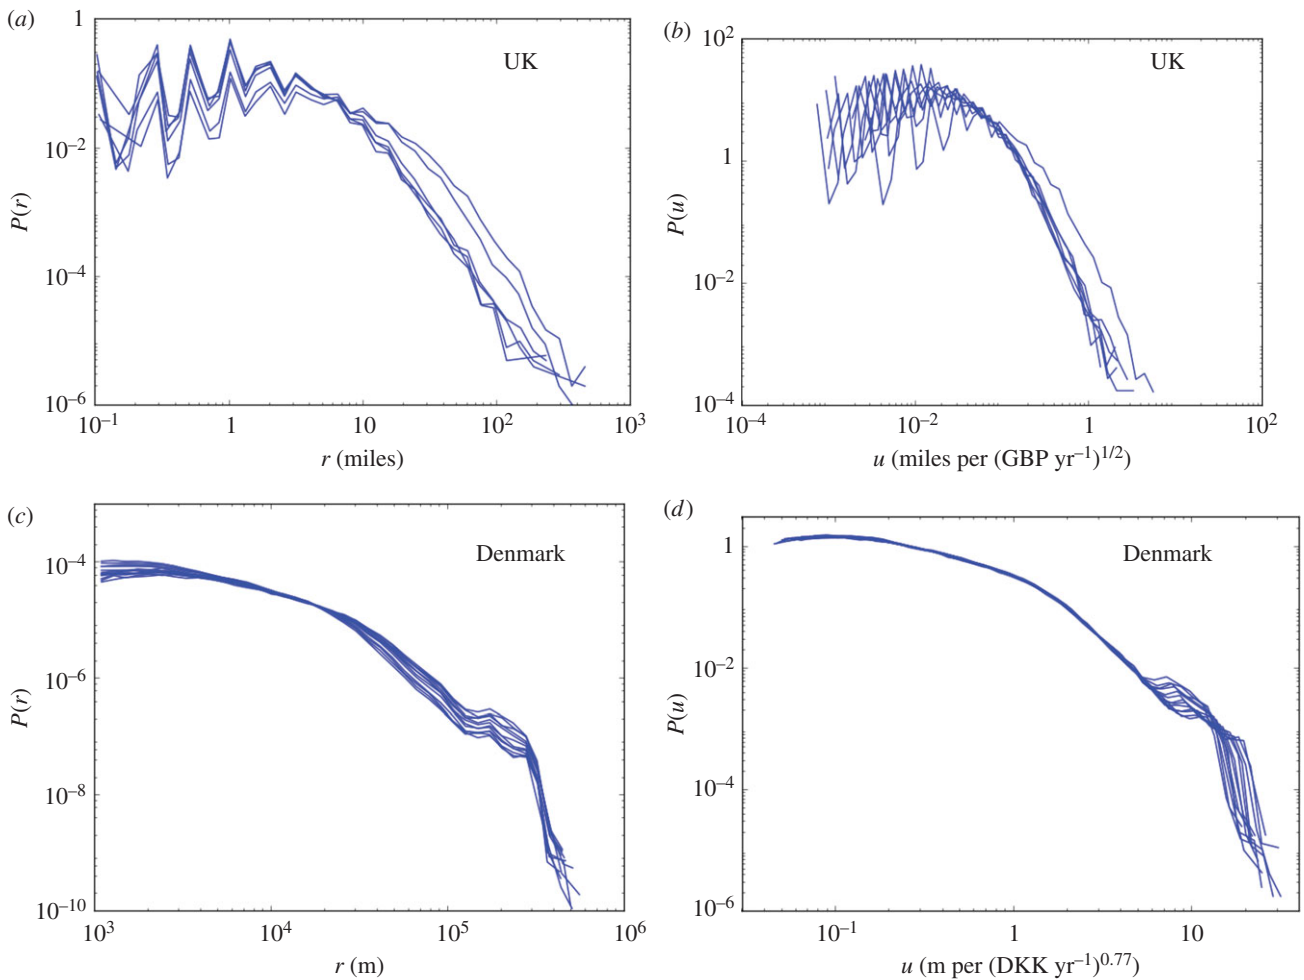 (a)
1
UK
10⁻²
P(r)
10⁻⁴
10⁻⁶
10⁻¹ 1 10 10² 10³
r (miles)
(b)
10²
UK
1
P(u)
10⁻²
10⁻⁴
10⁻⁴ 10⁻² 1 10²
u (miles per (GBP yr⁻¹)¹/²)
(c)
Denmark
10⁻⁴
10⁻⁶
P(r)
10⁻⁸
10⁻¹⁰
10³ 10⁴ 10⁵ 10⁶
r (m)
(d)
1
Denmark
10⁻²
P(u)
10⁻⁴
10⁻⁶
10⁻¹ 1 10
u (m per (DKK yr⁻¹)⁰·⁷⁷)